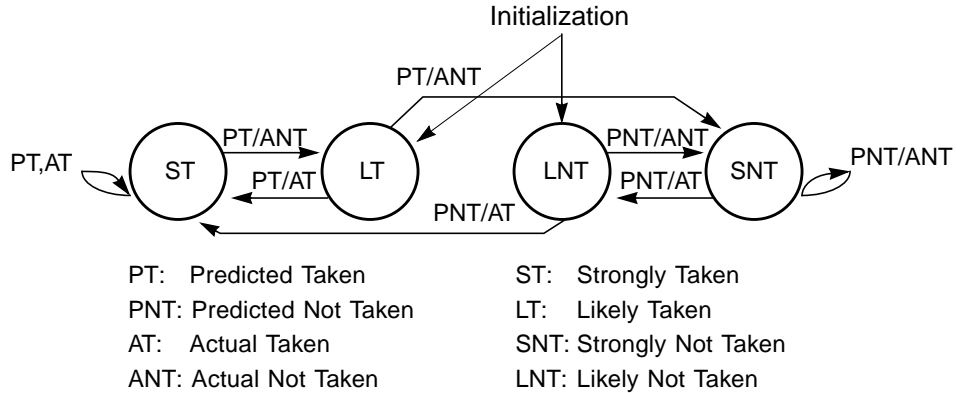 Initialization
PT/ANT
PT/ANT
PNT/ANT
PT,AT
ST
LT
LNT
SNT
PNT/ANT
PT/AT
PNT/AT
PNT/AT
PT: Predicted Taken
PNT: Predicted Not Taken
AT: Actual Taken
ANT: Actual Not Taken
ST: Strongly Taken
LT: Likely Taken
SNT: Strongly Not Taken
LNT: Likely Not Taken